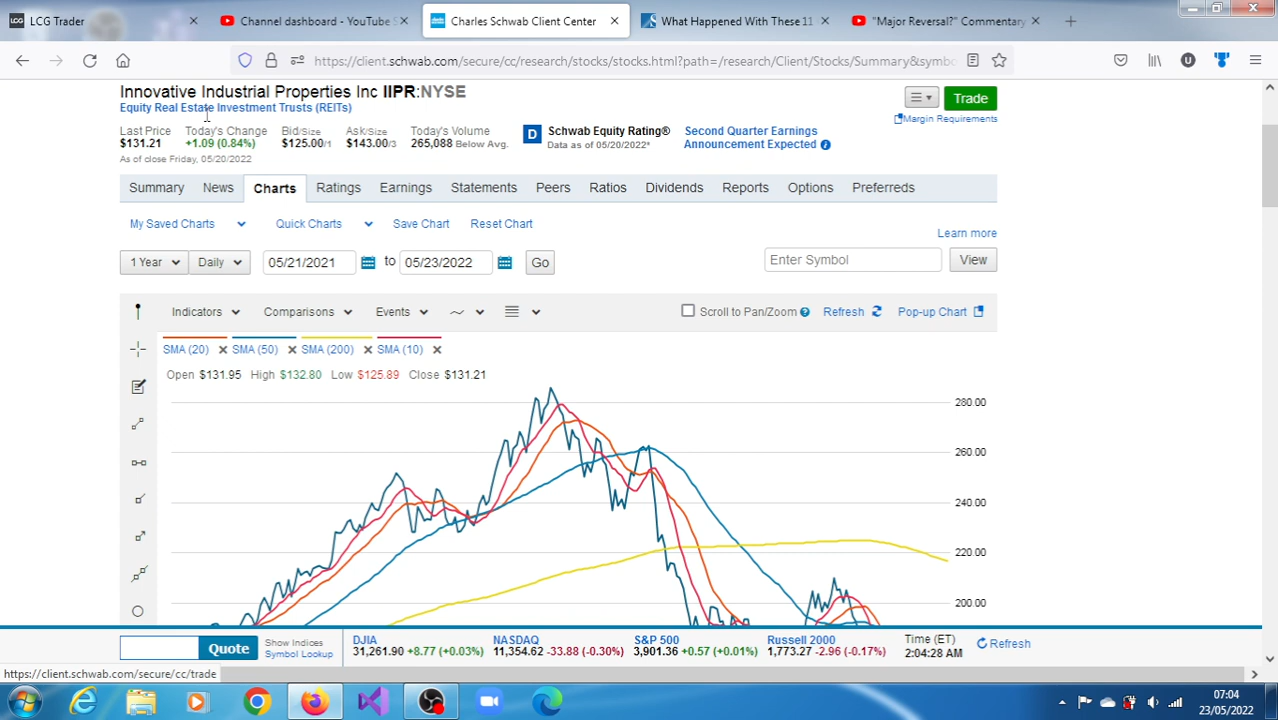 LCG Trader
Channel dashboard - YouTube S
Charles Schwab Client Center
What Happened With These 11
"Major Reversal?" Commentary
https://client.schwab.com/secure/cc/research/stocks/stocks.html?path=/research/Client/Stocks/Summary&symbo
Innovative Industrial Properties Inc IIPR:NYSE
Trade
Equity Real Estate Investment Trusts (REITs)
Margin Requirements
Last Price Today's Change Bid/Size Ask/Size Today's Volume
$131.21 +1.09 (0.84%) $125.00/1 $143.00/3 265,088 Below Avg.
As of close Friday, 05/20/2022
D Schwab Equity Rating®
Data as of 05/20/2022*
Second Quarter Earnings
Announcement Expected
Summary News Charts Ratings Earnings Statements Peers Ratios Dividends Reports Options Preferreds
My Saved Charts Quick Charts Save Chart Reset Chart
Learn more
1 Year Daily 05/21/2021 to 05/23/2022 Go Enter Symbol View
Indicators Comparisons Events Scroll to Pan/Zoom Refresh Pop-up Chart
SMA (20) SMA (50) SMA (200) SMA (10)
Open $131.95 High $132.80 Low $125.89 Close $131.21
280.00
260.00
240.00
220.00
200.00
Quote
Show Indices
Symbol Lookup
DJIA NASDAQ S&P 500 Russell 2000 Time (ET)
31,261.90 +8.77 (+0.03%) 11,354.62 -33.88 (-0.30%) 3,901.36 +0.57 (+0.01%) 1,773.27 -2.96 (-0.17%) 2:04:28 AM
Refresh
https://client.schwab.com/secure/cc/trade
07:04
23/05/2022